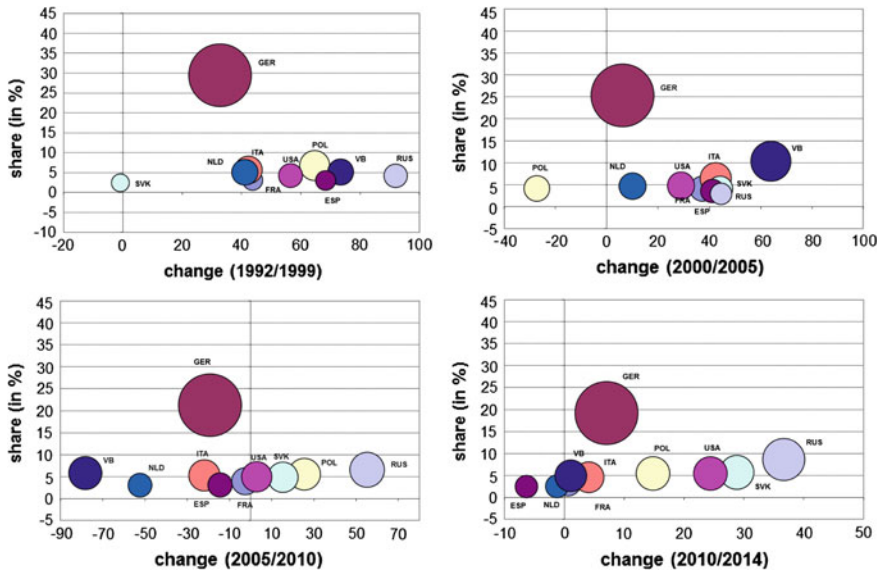 share (in %)
45
40
35
30
25
20
15
10
5
0
-5
-10
GER
NLD
ITA
USA
POL
VB
RUS
SVK
FRA
ESP
-20 0 20 40 60 80 100
change (1992/1999)
share (in %)
45
40
35
30
25
20
15
10
5
0
-5
GER
POL
NLD
USA
ITA
VB
SVK
FRA
ESP
RUS
-40 -20 0 20 40 60 80 100
change (2000/2005)
share (in %)
45
40
35
30
25
20
15
10
5
0
-5
GER
VB
NLD
ITA
USA
SVK
POL
RUS
ESP
FRA
-90 -70 -50 -30 -10 10 30 50 70
change (2005/2010)
share (in %)
45
40
35
30
25
20
15
10
5
0
-5
GER
VB
ITA
POL
USA
RUS
SVK
ESP
NLD
FRA
-10 0 10 20 30 40 50
change (2010/2014)